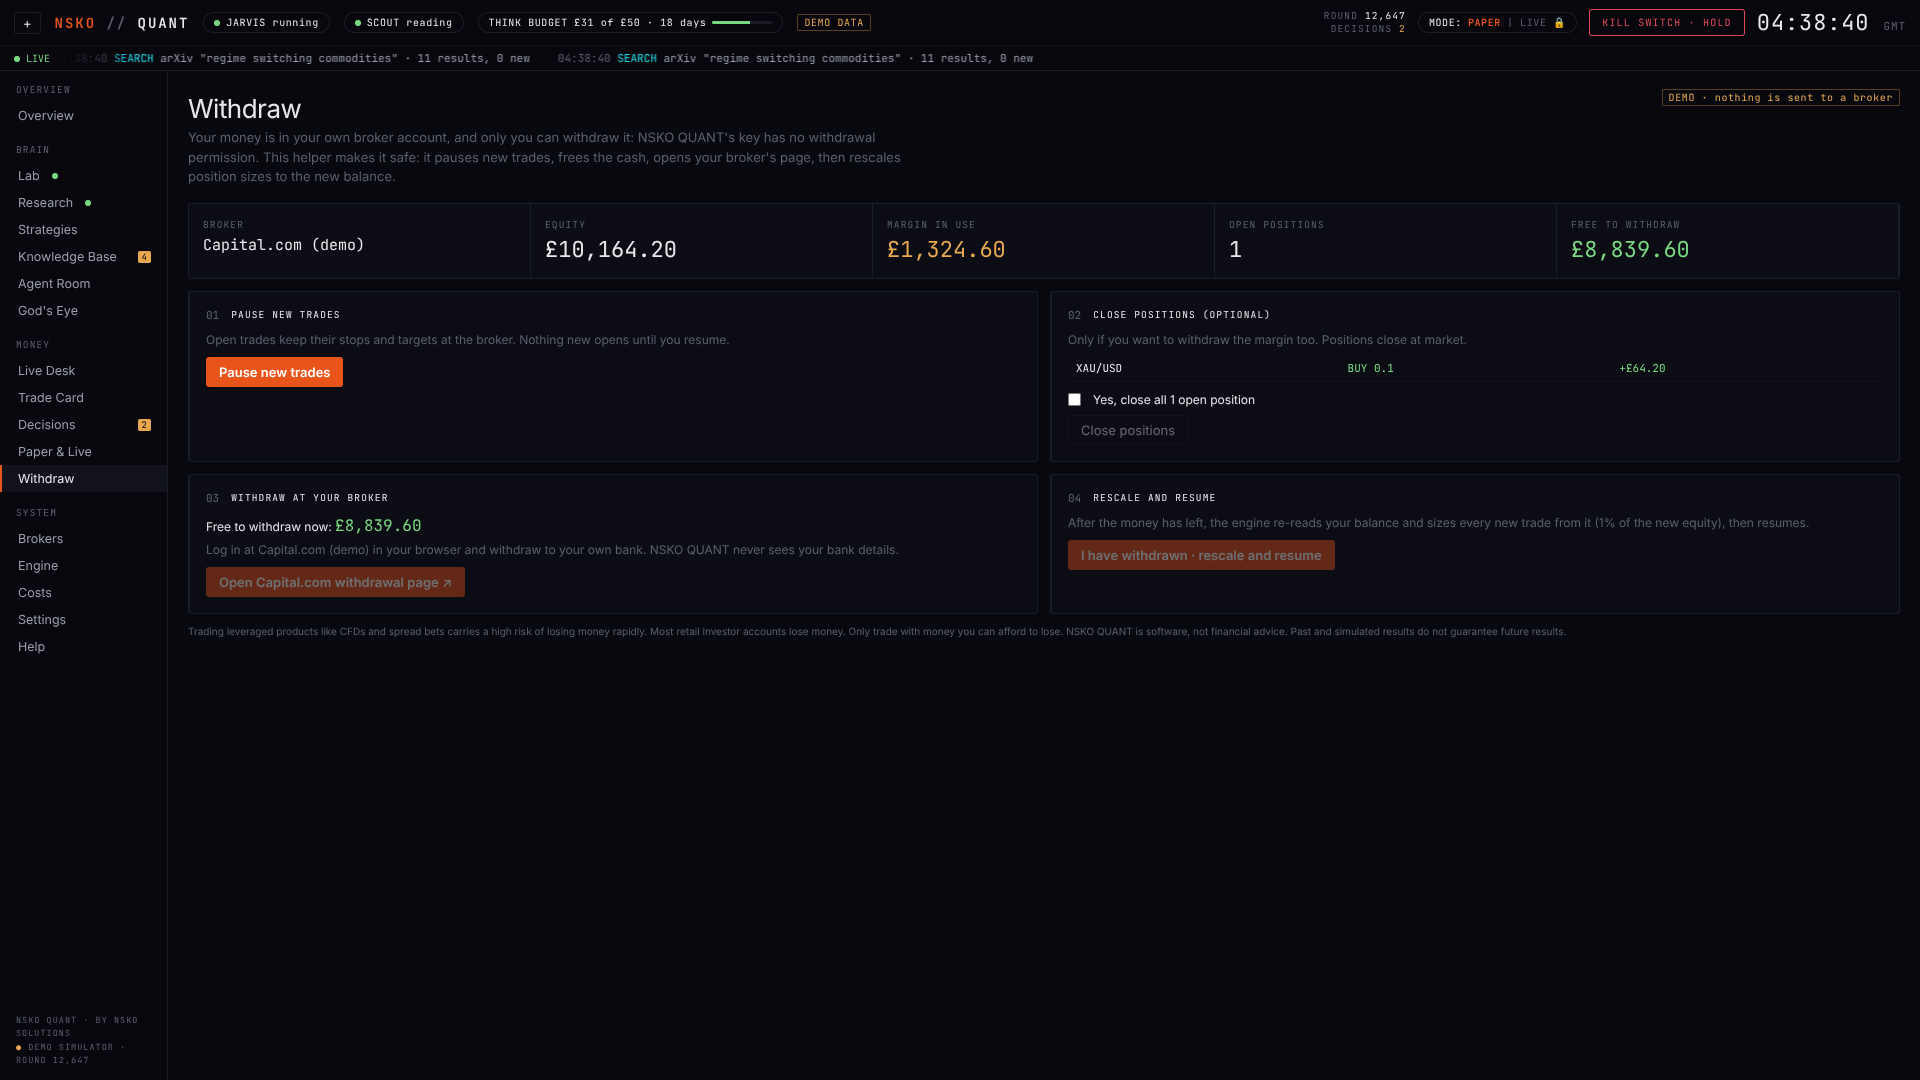 + NSKO // QUANT JARVIS running SCOUT reading THINK BUDGET £31 of £50 · 18 days DEMO DATA ROUND 12,647 DECISIONS 2 MODE: PAPER | LIVE 🔒 KILL SWITCH · HOLD 04:38:40 GMT
LIVE :38:40 SEARCH arXiv "regime switching commodities" · 11 results, 0 new 04:38:40 SEARCH arXiv "regime switching commodities" · 11 results, 0 new
OVERVIEW
Overview
BRAIN
Lab
Research
Strategies
Knowledge Base 4
Agent Room
God's Eye
MONEY
Live Desk
Trade Card
Decisions 2
Paper & Live
Withdraw
SYSTEM
Brokers
Engine
Costs
Settings
Help
NSKO QUANT · BY NSKO
SOLUTIONS
DEMO SIMULATOR ·
ROUND 12,647
Withdraw
DEMO · nothing is sent to a broker
Your money is in your own broker account, and only you can withdraw it: NSKO QUANT's key has no withdrawal
permission. This helper makes it safe: it pauses new trades, frees the cash, opens your broker's page, then rescales
position sizes to the new balance.
BROKER
Capital.com (demo)
EQUITY
£10,164.20
MARGIN IN USE
£1,324.60
OPEN POSITIONS
1
FREE TO WITHDRAW
£8,839.60
01 PAUSE NEW TRADES
Open trades keep their stops and targets at the broker. Nothing new opens until you resume.
Pause new trades
02 CLOSE POSITIONS (OPTIONAL)
Only if you want to withdraw the margin too. Positions close at market.
XAU/USD BUY 0.1 +£64.20
Yes, close all 1 open position
Close positions
03 WITHDRAW AT YOUR BROKER
Free to withdraw now: £8,839.60
Log in at Capital.com (demo) in your browser and withdraw to your own bank. NSKO QUANT never sees your bank details.
Open Capital.com withdrawal page ↗
04 RESCALE AND RESUME
After the money has left, the engine re-reads your balance and sizes every new trade from it (1% of the new equity), then resumes.
I have withdrawn · rescale and resume
Trading leveraged products like CFDs and spread bets carries a high risk of losing money rapidly. Most retail investor accounts lose money. Only trade with money you can afford to lose. NSKO QUANT is software, not financial advice. Past and simulated results do not guarantee future results.